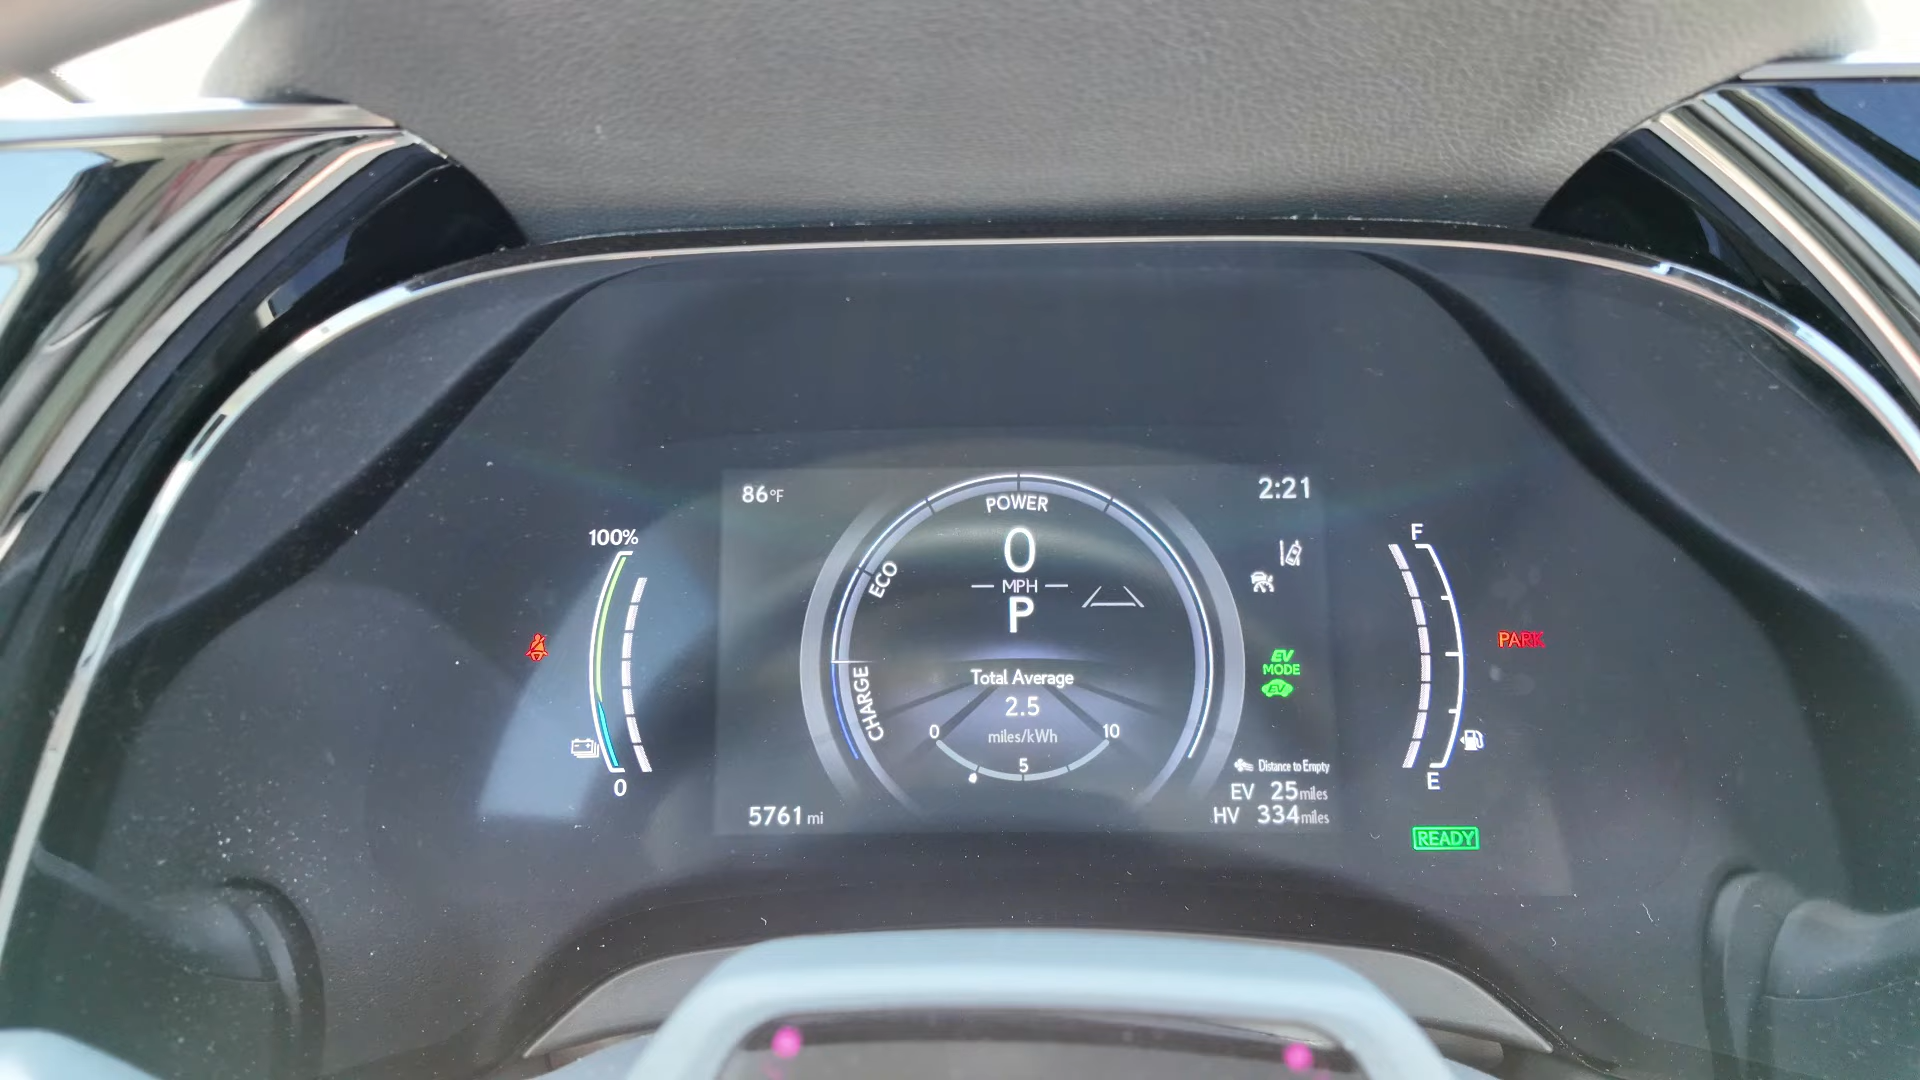 86°F
2:21
100%
POWER
F
0
ECO
MPH
P
PARK
EV
MODE
EV
Total Average
2.5
CHARGE
0
10
miles/kWh
5
Distance to Empty
0
E
EV 25 miles
5761 mi
HV 334 miles
READY